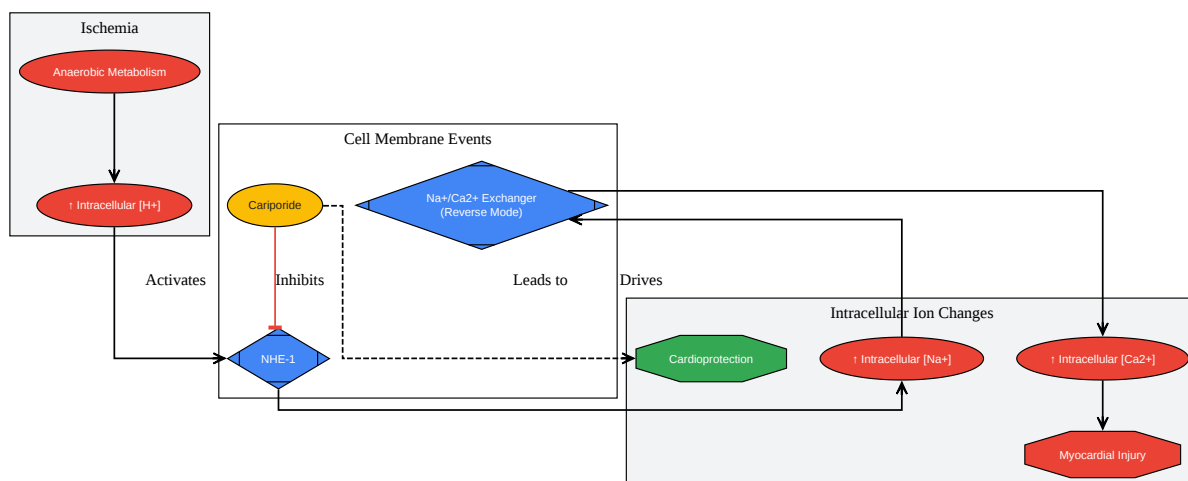 Ischemia
Anaerobic Metabolism
↑ Intracellular [H+]
Cell Membrane Events
Cariporide
Na+/Ca2+ Exchanger
(Reverse Mode)
Activates
Inhibits
Leads to
Drives
NHE-1
Intracellular Ion Changes
Cardioprotection
↑ Intracellular [Na+]
↑ Intracellular [Ca2+]
Myocardial Injury